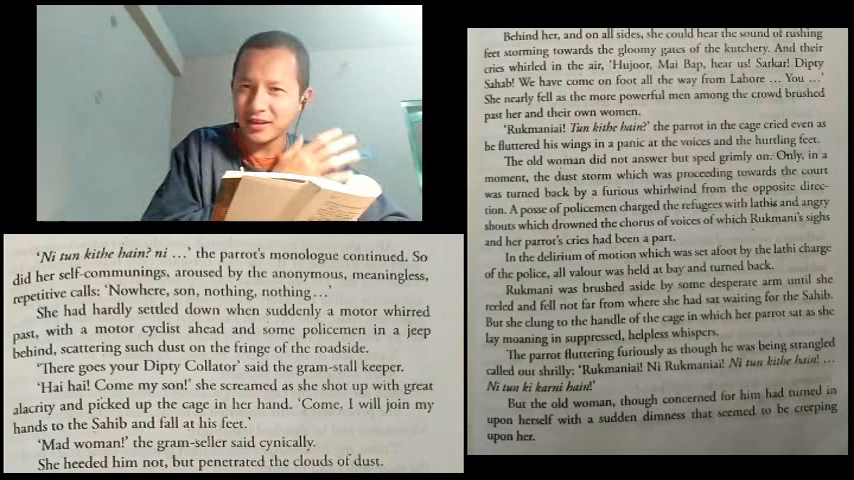 'Ni tun kithe hain? ni ...' the parrot's monologue continued. So
did her self-communings, aroused by the anonymous, meaningless,
repetitive calls: 'Nowhere, son, nothing, nothing ...'
She had hardly settled down when suddenly a motor whirred
past, with a motor cyclist ahead and some policemen in a jeep
behind, scattering such dust on the fringe of the roadside.
'There goes your Dipty Collator' said the gram-stall keeper.
'Hai hai! Come my son!' she screamed as she shot up with great
alacrity and picked up the cage in her hand. 'Come, I will join my
hands to the Sahib and fall at his feet.'
'Mad woman!' the gram-seller said cynically.
She heeded him not, but penetrated the clouds of dust.
Behind her, and on all sides, she could hear the sound of rushing
feet storming towards the gloomy gates of the kutchery. And their
cries whirled in the air, 'Hujoor, Mai Bap, hear us! Sarkar! Dipty
Sahab! We have come on foot all the way from Lahore ... You ...'
She nearly fell as the more powerful men among the crowd brushed
past her and their own women.
'Rukmaniai! Tun kithe hain?' the parrot in the cage cried even as
he fluttered his wings in a panic at the voices and the hurtling feet.
The old woman did not answer but sped grimly on. Only, in a
moment, the dust storm which was proceeding towards the court
was turned back by a furious whirlwind from the opposite direc-
tion. A posse of policemen charged the refugees with lathis and angry
shouts which drowned the chorus of voices of which Rukmani's sighs
and her parrot's cries had been a part.
In the delirium of motion which was set afoot by the lathi charge
of the police, all valour was held at bay and turned back.
Rukmani was brushed aside by some desperate arm until she
reeled and fell not far from where she had sat waiting for the Sahib.
But she clung to the handle of the cage in which her parrot sat as she
lay moaning in suppressed, helpless whispers.
The parrot fluttering furiously as though he was being strangled
called out shrilly: 'Rukmaniai! Ni Rukmaniai! Ni tun kithe hain! ...
Ni tun ki karni hain!'
But the old woman, though concerned for him had turned in
upon herself with a sudden dimness that seemed to be creeping
upon her.